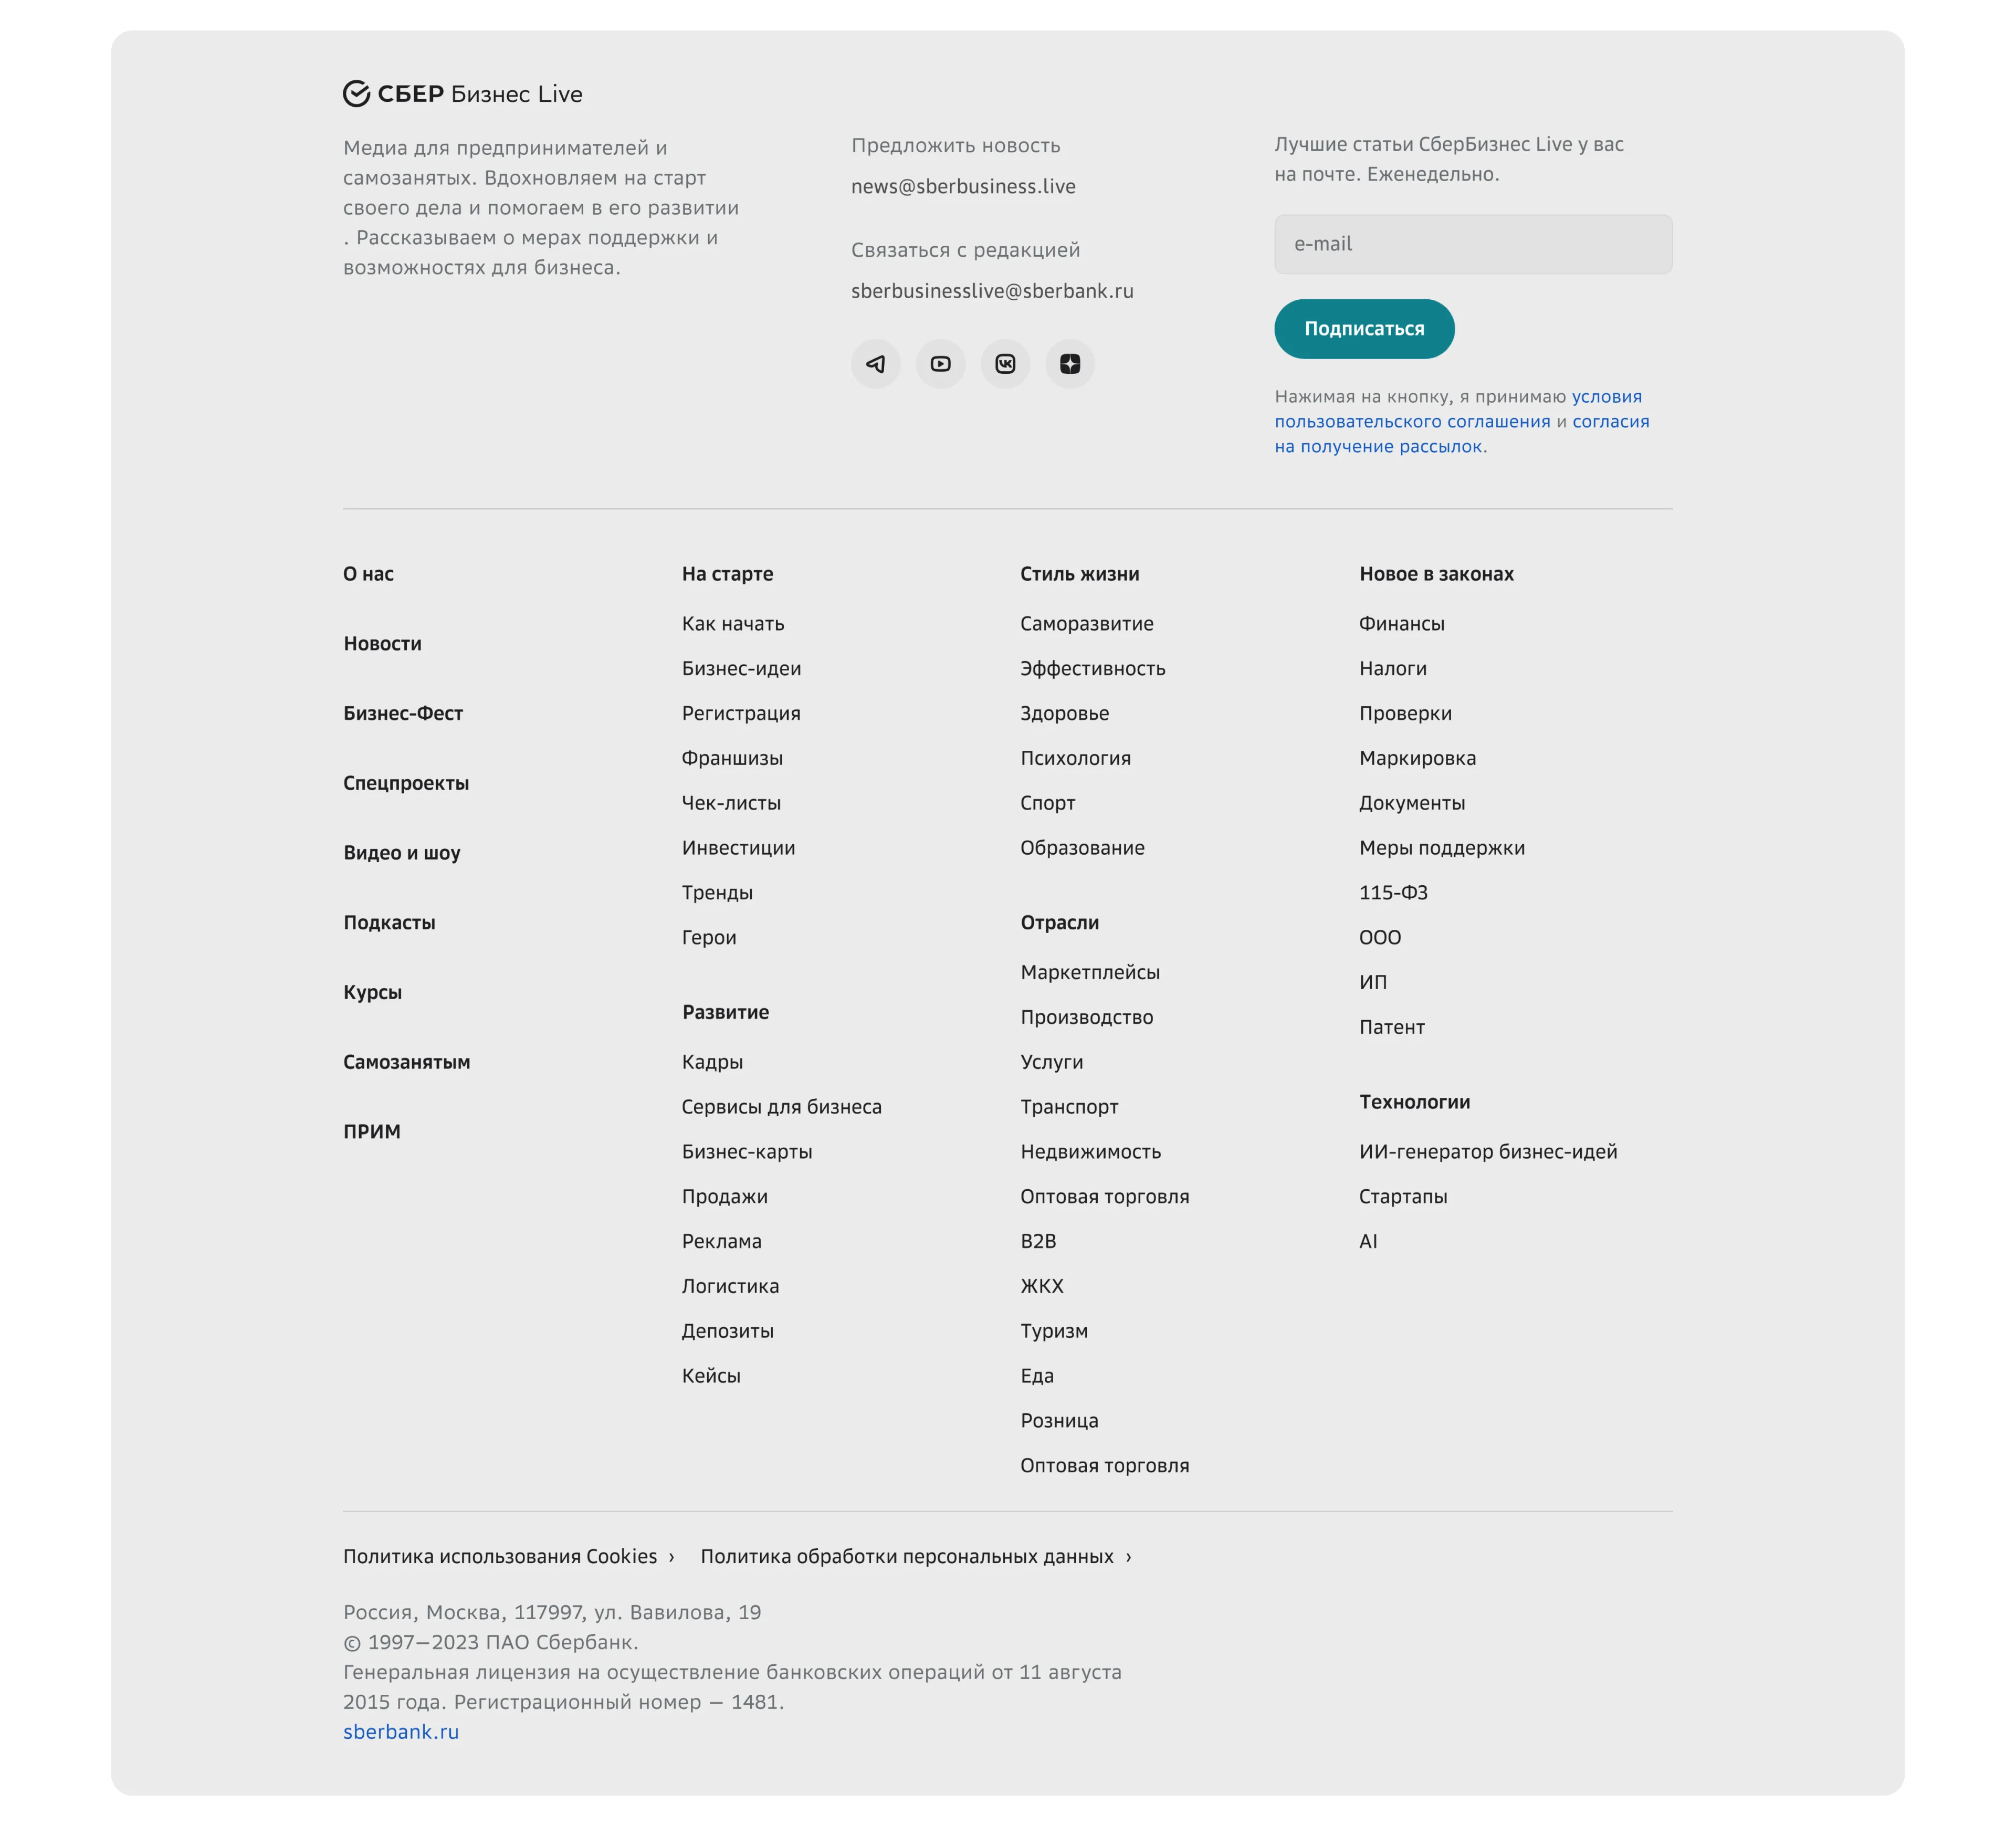 СБЕР Бизнес Live
Медиа для предпринимателей и
самозанятых. Вдохновляем на старт
своего дела и помогаем в его развитии
. Рассказываем о мерах поддержки и
возможностях для бизнеса.
Предложить новость
news@sberbusiness.live
Связаться с редакцией
sberbusinesslive@sberbank.ru
Лучшие статьи СберБизнес Live у вас
на почте. Еженедельно.
e-mail
Подписаться
Нажимая на кнопку, я принимаю условия
пользовательского соглашения и согласия
на получение рассылок.
О нас
Новости
Бизнес-Фест
Спецпроекты
Видео и шоу
Подкасты
Курсы
Самозанятым
ПРИМ
На старте
Как начать
Бизнес-идеи
Регистрация
Франшизы
Чек-листы
Инвестиции
Тренды
Герои
Развитие
Кадры
Сервисы для бизнеса
Бизнес-карты
Продажи
Реклама
Логистика
Депозиты
Кейсы
Стиль жизни
Саморазвитие
Эффестивность
Здоровье
Психология
Спорт
Образование
Отрасли
Маркетплейсы
Производство
Услуги
Транспорт
Недвижимость
Оптовая торговля
B2B
ЖКХ
Туризм
Еда
Розница
Оптовая торговля
Новое в законах
Финансы
Налоги
Проверки
Маркировка
Документы
Меры поддержки
115-ФЗ
ООО
ИП
Патент
Технологии
ИИ-генератор бизнес-идей
Стартапы
AI
Политика использования Cookies › Политика обработки персональных данных ›
Россия, Москва, 117997, ул. Вавилова, 19
© 1997—2023 ПАО Сбербанк.
Генеральная лицензия на осуществление банковских операций от 11 августа
2015 года. Регистрационный номер — 1481.
sberbank.ru